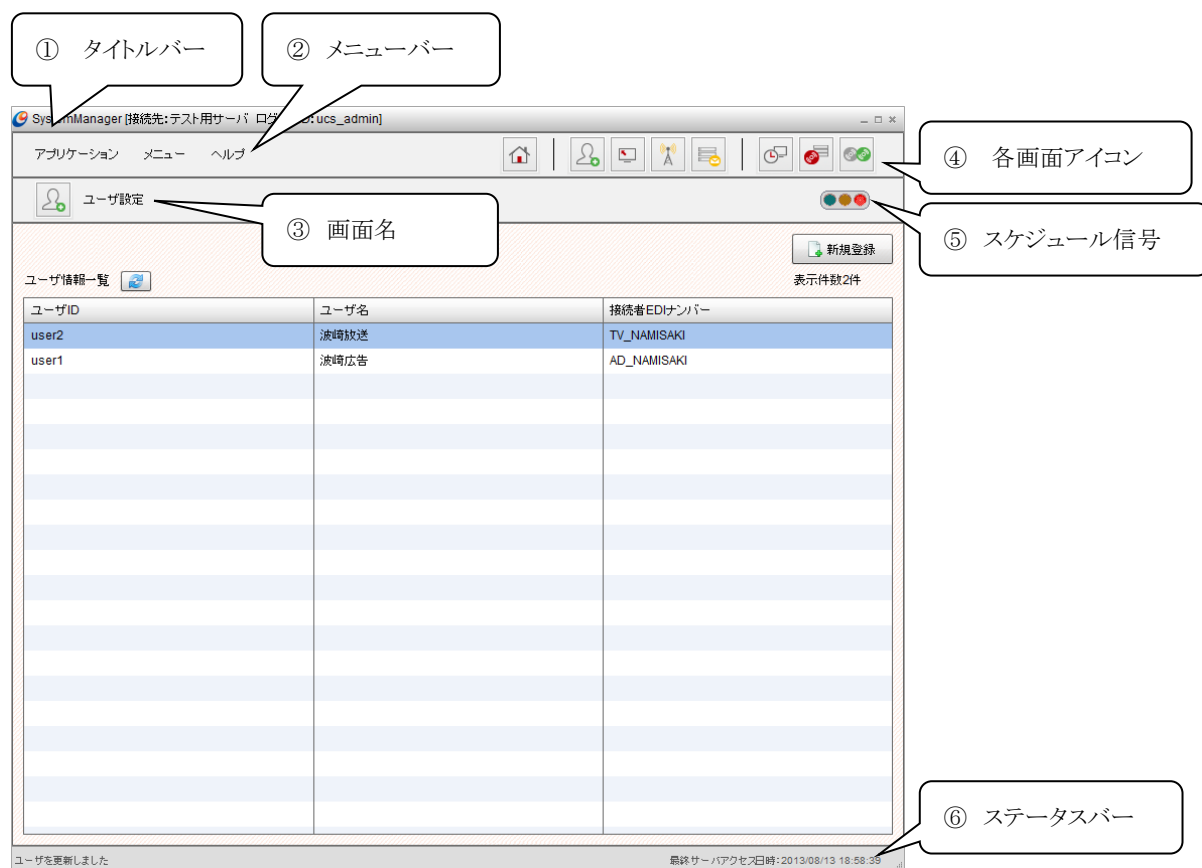 ① タイトルバー
② メニューバー
SystemManager [接続先:テスト用サーバ ログ D:ucs_admin]
アプリケーション メニュー ヘルプ
④ 各画面アイコン
ユーザ設定
③ 画面名
⑤ スケジュール信号
新規登録
ユーザ情報一覧
表示件数2件
ユーザID ユーザ名 接続者EDIナンバー
user2 波崎放送 TV_NAMISAKI
user1 波崎広告 AD_NAMISAKI
⑥ ステータスバー
ユーザを更新しました 最終サーバアクセス日時:2013/08/13 18:58:39